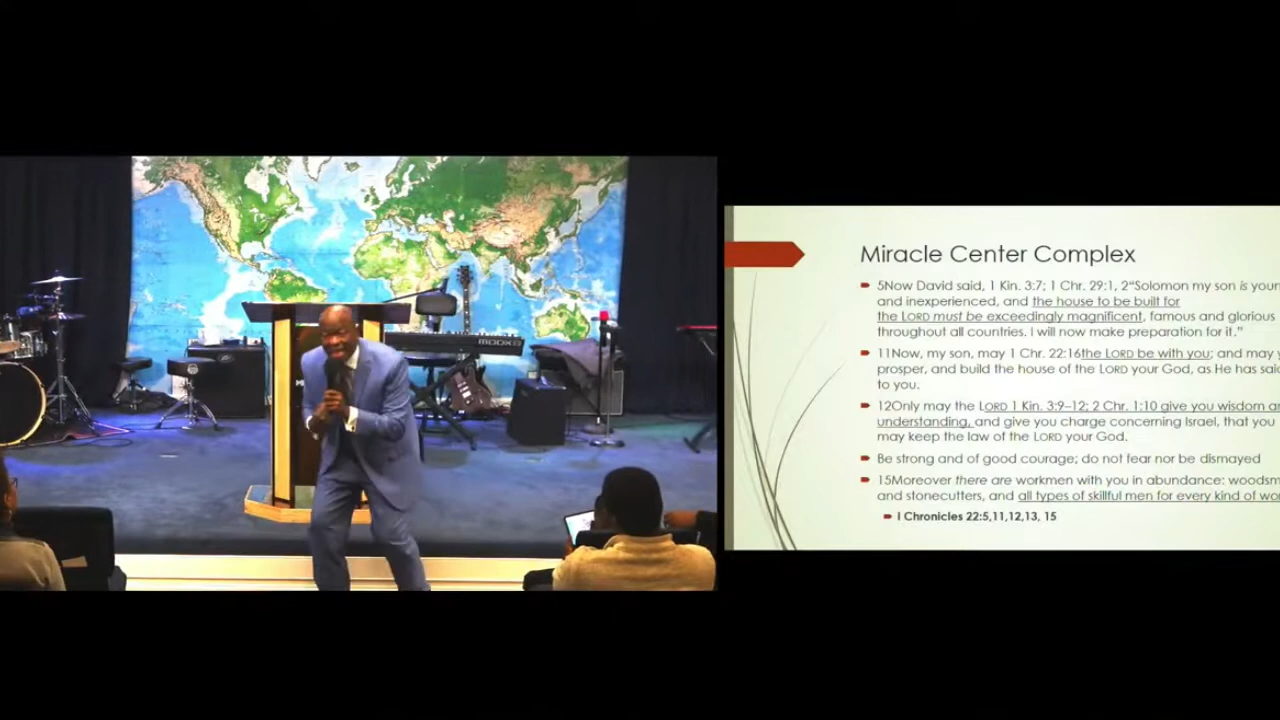 MODX8
Miracle Center Complex
5Now David said, 1 Kin. 3:7; 1 Chr. 29:1, 2“Solomon my son is
and inexperienced, and the house to be built for
the LORD must be exceedingly magnificent, famous and glorious
throughout all countries. I will now make preparation for it.”
11Now, my son, may 1 Chr. 22:16the LORD be with you; and may
prosper, and build the house of the LORD your God, as He has
to you.
12Only may the LORD 1 Kin. 3:9–12; 2 Chr. 1:10 give you wisdom
understanding, and give you charge concerning Israel, that you
may keep the law of the LORD your God.
Be strong and of good courage; do not fear nor be dismayed
15Moreover there are workmen with you in abundance:
and stonecutters, and all types of skillful men for every kind of
I Chronicles 22:5,11,12,13, 15